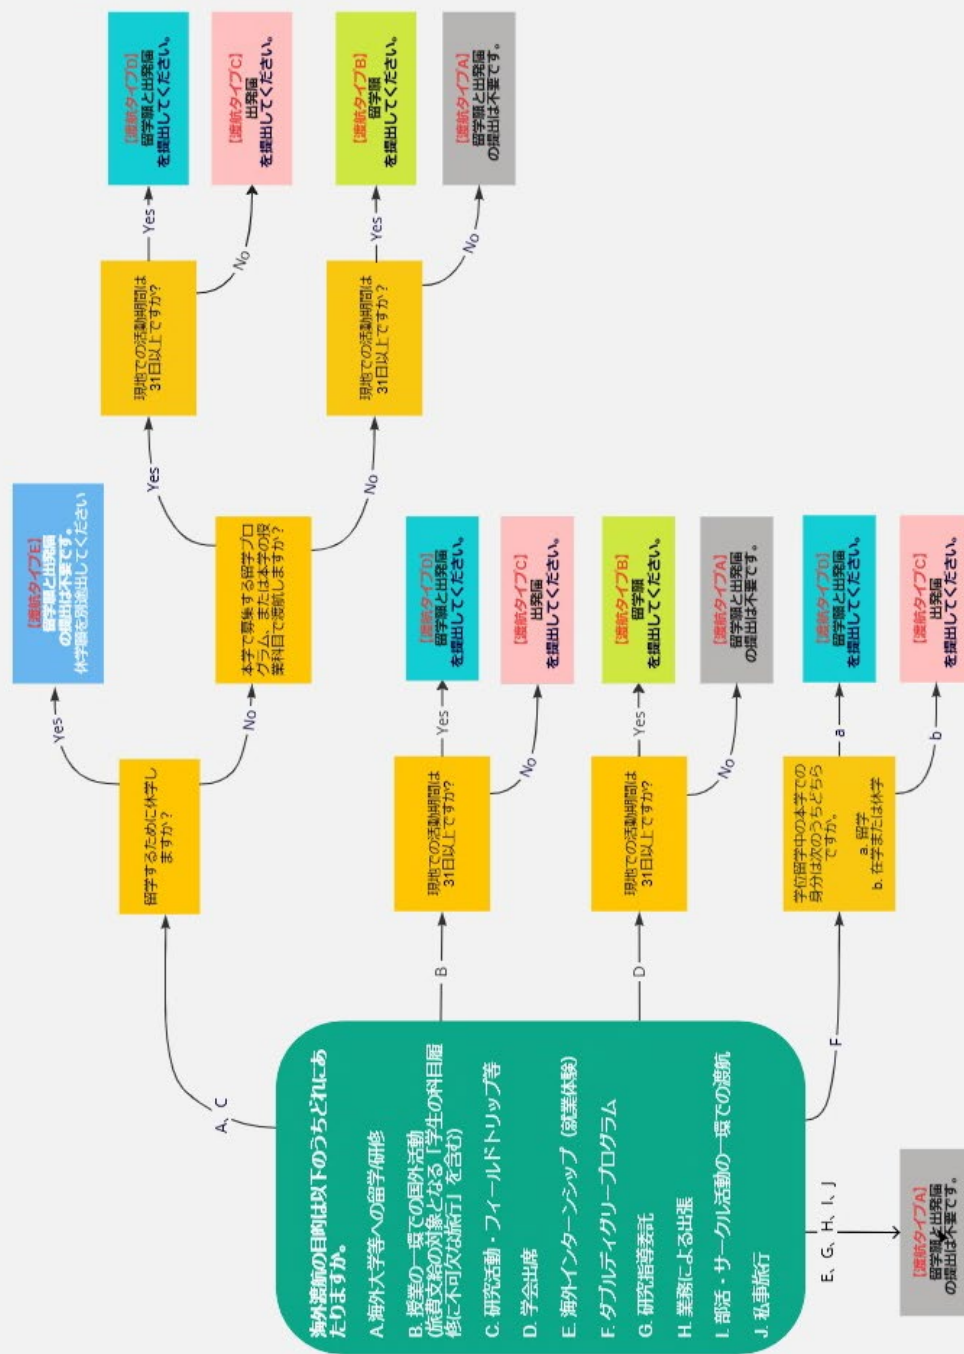 海外渡航の目的は以下のうちどれにあ
たりますか。
A.海外大学等への留学/研修
B. 授業の一環での国外活動
(旅費支給の対象となる「学生の科目履
修に不可欠な旅行」を含む)
C. 研究活動・フィールドトリップ等
D. 学会出席
E. 海外インターンシップ（就業体験）
F. ダブルディグリープログラム
G. 研究指導委託
H. 業務による出張
I. 部活・サークル活動の一環での渡航
J. 私事旅行
A、C
留学するために休学し
ますか？
Yes
【渡航タイプE】
留学願と出発届
の提出は不要です。
休学願を別途提出してください
No
本学で募集する留学プロ
グラム、または本学の授
業科目で渡航しますか？
Yes
現地での活動期間は
31日以上ですか?
Yes
【渡航タイプD】
留学願と出発届
を提出してください。
No
【渡航タイプC】
出発届
を提出してください。
No
現地での活動期間は
31日以上ですか？
Yes
【渡航タイプB】
留学願
を提出してください。
No
【渡航タイプA】
留学願と出発届
の提出は不要です。
B
現地での活動期間は
31日以上ですか?
Yes
【渡航タイプD】
留学願と出発届
を提出してください。
No
【渡航タイプC】
出発届
を提出してください。
D
現地での活動期間は
31日以上ですか?
Yes
【渡航タイプB】
留学願
を提出してください。
No
【渡航タイプA】
留学願と出発届
の提出は不要です。
F
学位留学中の本学での
身分は次のうちどちら
ですか。
a. 留学
b. 在学または休学
a
【渡航タイプD】
留学願と出発届
を提出してください。
b
【渡航タイプC】
出発届
を提出してください。
E、G、H、I、J
【渡航タイプA】
留学願と出発届
の提出は不要です。